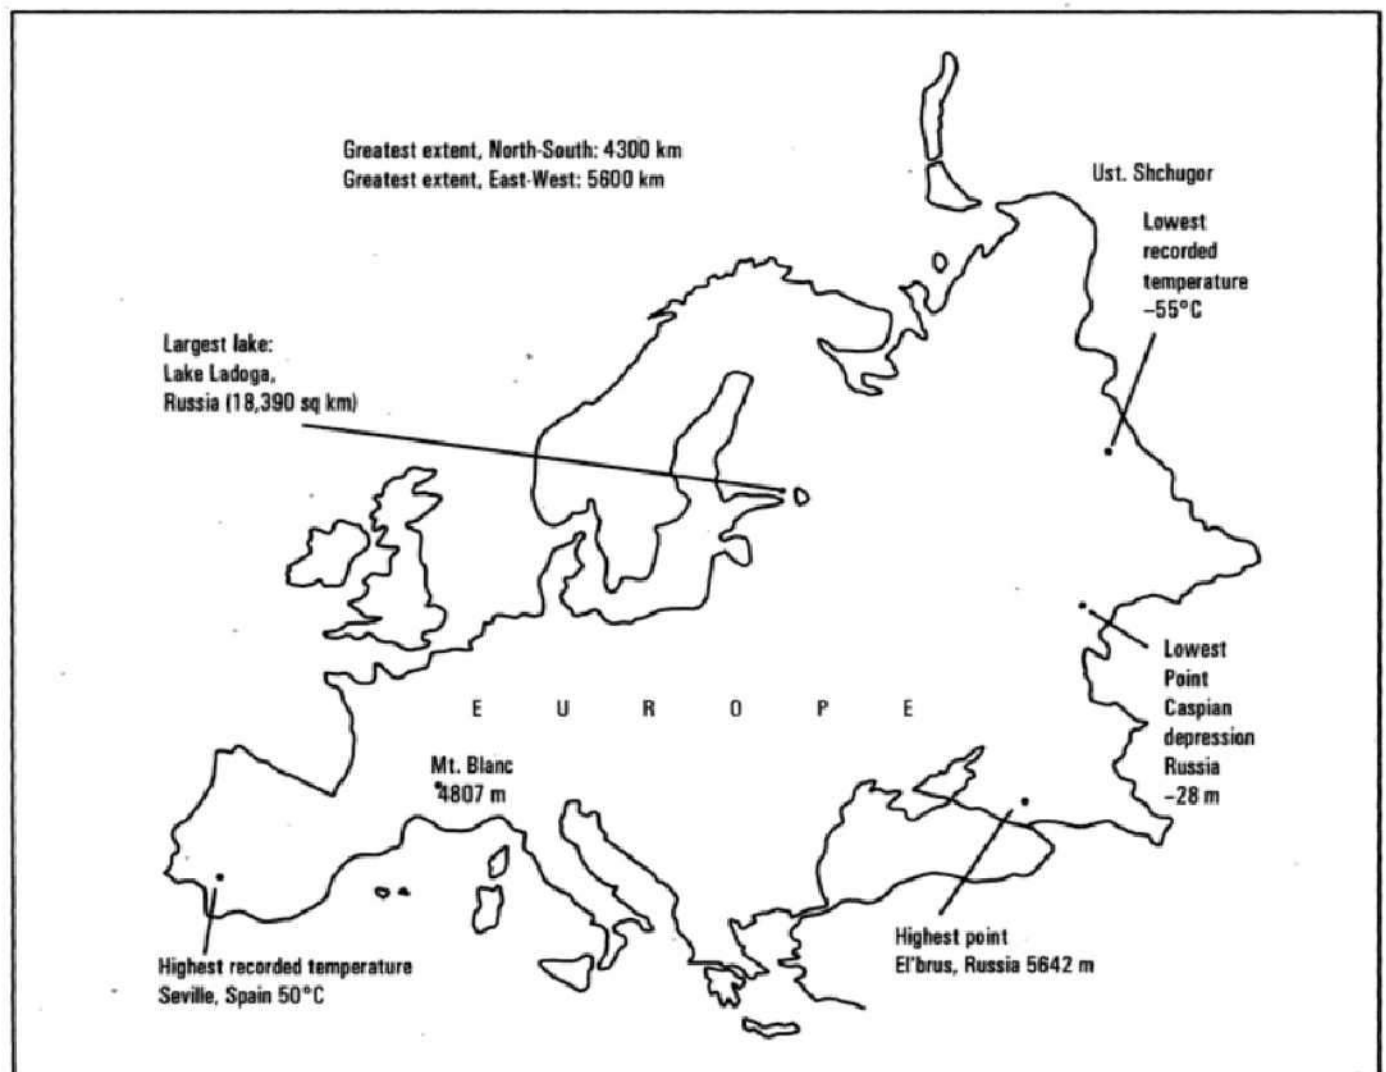 Greatest extent, North-South: 4300 km
Greatest extent, East-West: 5600 km
Ust. Shchugor
Lowest
recorded
temperature
–55°C
Largest lake:
Lake Ladoga,
Russia (18,390 sq km)
E U R O P E
Lowest
Point
Caspian
depression
Russia
–28 m
Mt. Blanc
4807 m
Highest point
El'brus, Russia 5642 m
Highest recorded temperature
Seville, Spain 50°C